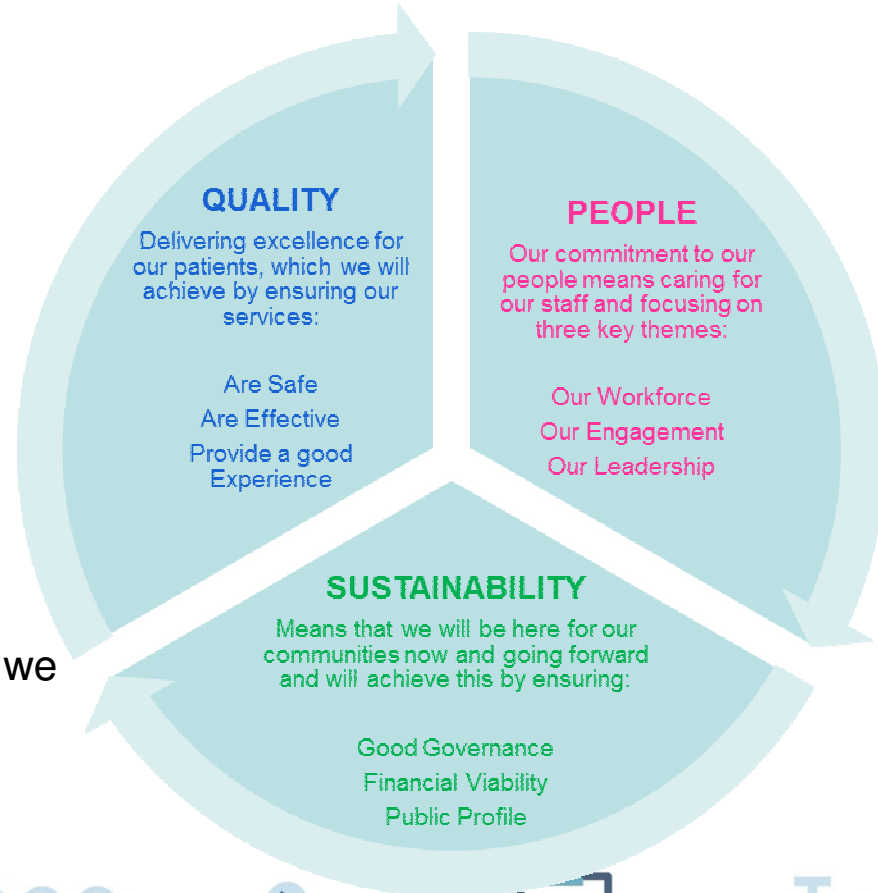 QUALITY
Delivering excellence for
our patients, which we will
achieve by ensuring our
services:
Are Safe
Are Effective
Provide a good
Experience
PEOPLE
Our commitment to our
people means caring for
our staff and focusing on
three key themes:
Our Workforce
Our Engagement
Our Leadership
we
SUSTAINABILITY
Means that we will be here for our
communities now and going forward
and will achieve this by ensuring:
Good Governance
Financial Viability
Public Profile